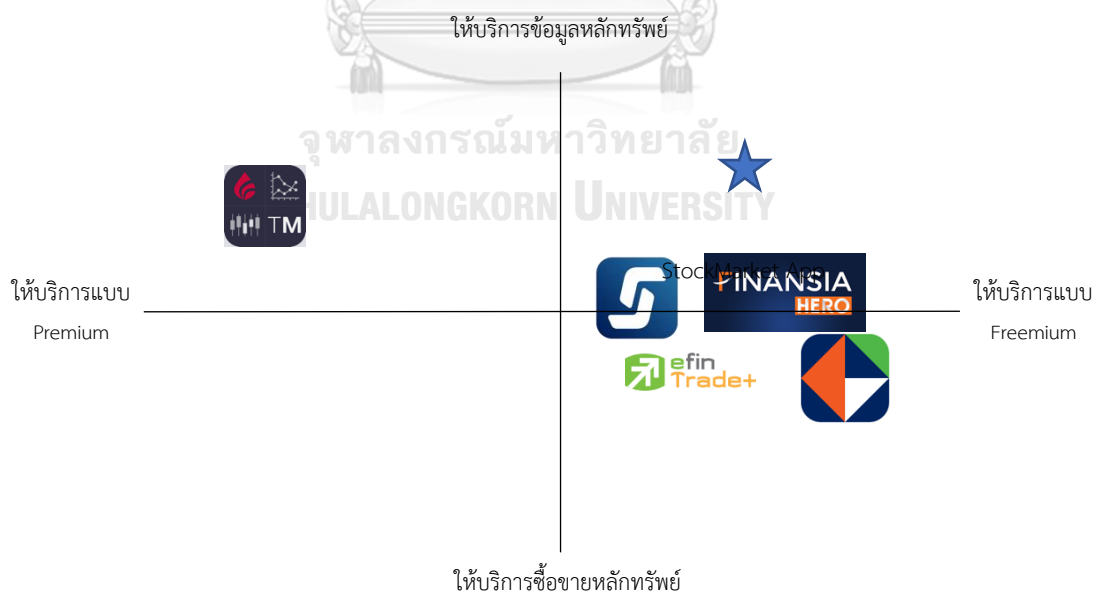 ให้บริการข้อมูลหลักทรัพย์
จุฬาลงกรณ์มหาวิทยาลัย
CHULALONGKORN UNIVERSITY
TM
StockMarket App
FINANSIA
HERO
ให้บริการแบบ
Premium
ให้บริการแบบ
Freemium
efin
Trade+
ให้บริการซื้อขายหลักทรัพย์